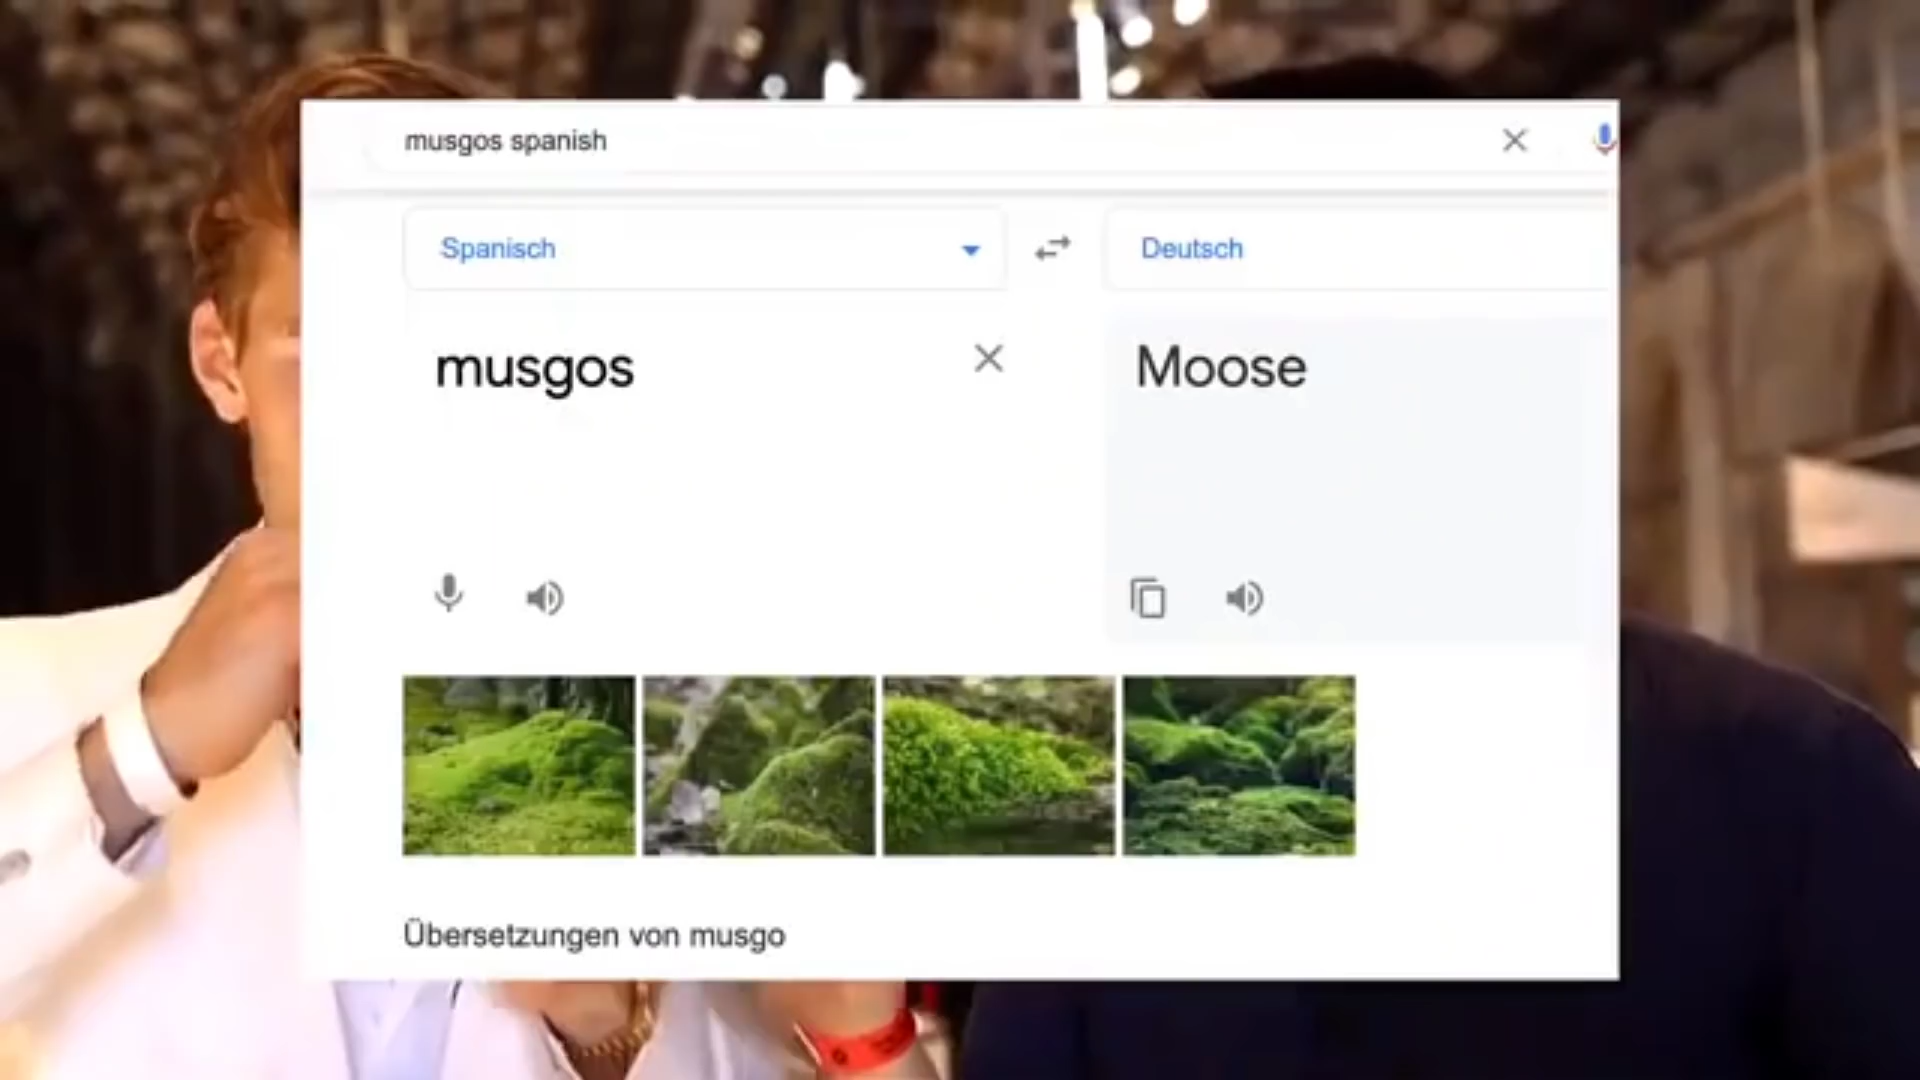 musgos spanish
Spanisch
Deutsch
musgos
Moose
Übersetzungen von musgo